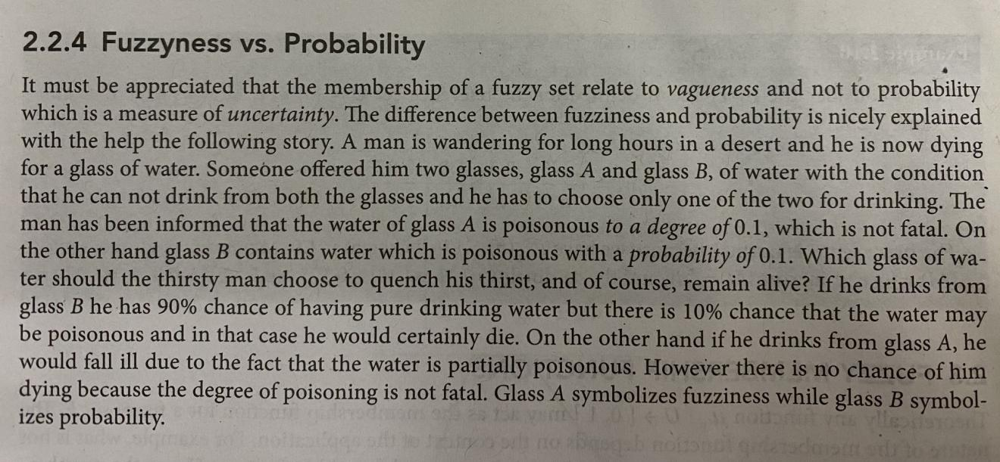 2.2.4 Fuzzyness vs. Probability
It must be appreciated that the membership of a fuzzy set relate to vagueness and not to probability
which is a measure of uncertainty. The difference between fuzziness and probability is nicely explained
with the help the following story. A man is wandering for long hours in a desert and he is now dying
for a glass of water. Someone offered him two glasses, glass A and glass B, of water with the condition
that he can not drink from both the glasses and he has to choose only one of the two for drinking. The
man has been informed that the water of glass A is poisonous to a degree of 0.1, which is not fatal. On
the other hand glass B contains water which is poisonous with a probability of 0.1. Which glass of wa-
ter should the thirsty man choose to quench his thirst, and of course, remain alive? If he drinks from
glass B he has 90% chance of having pure drinking water but there is 10% chance that the water may
be poisonous and in that case he would certainly die. On the other hand if he drinks from glass A, he
would fall ill due to the fact that the water is partially poisonous. However there is no chance of him
dying because the degree of poisoning is not fatal. Glass A symbolizes fuzziness while glass B symbol-
izes probability.